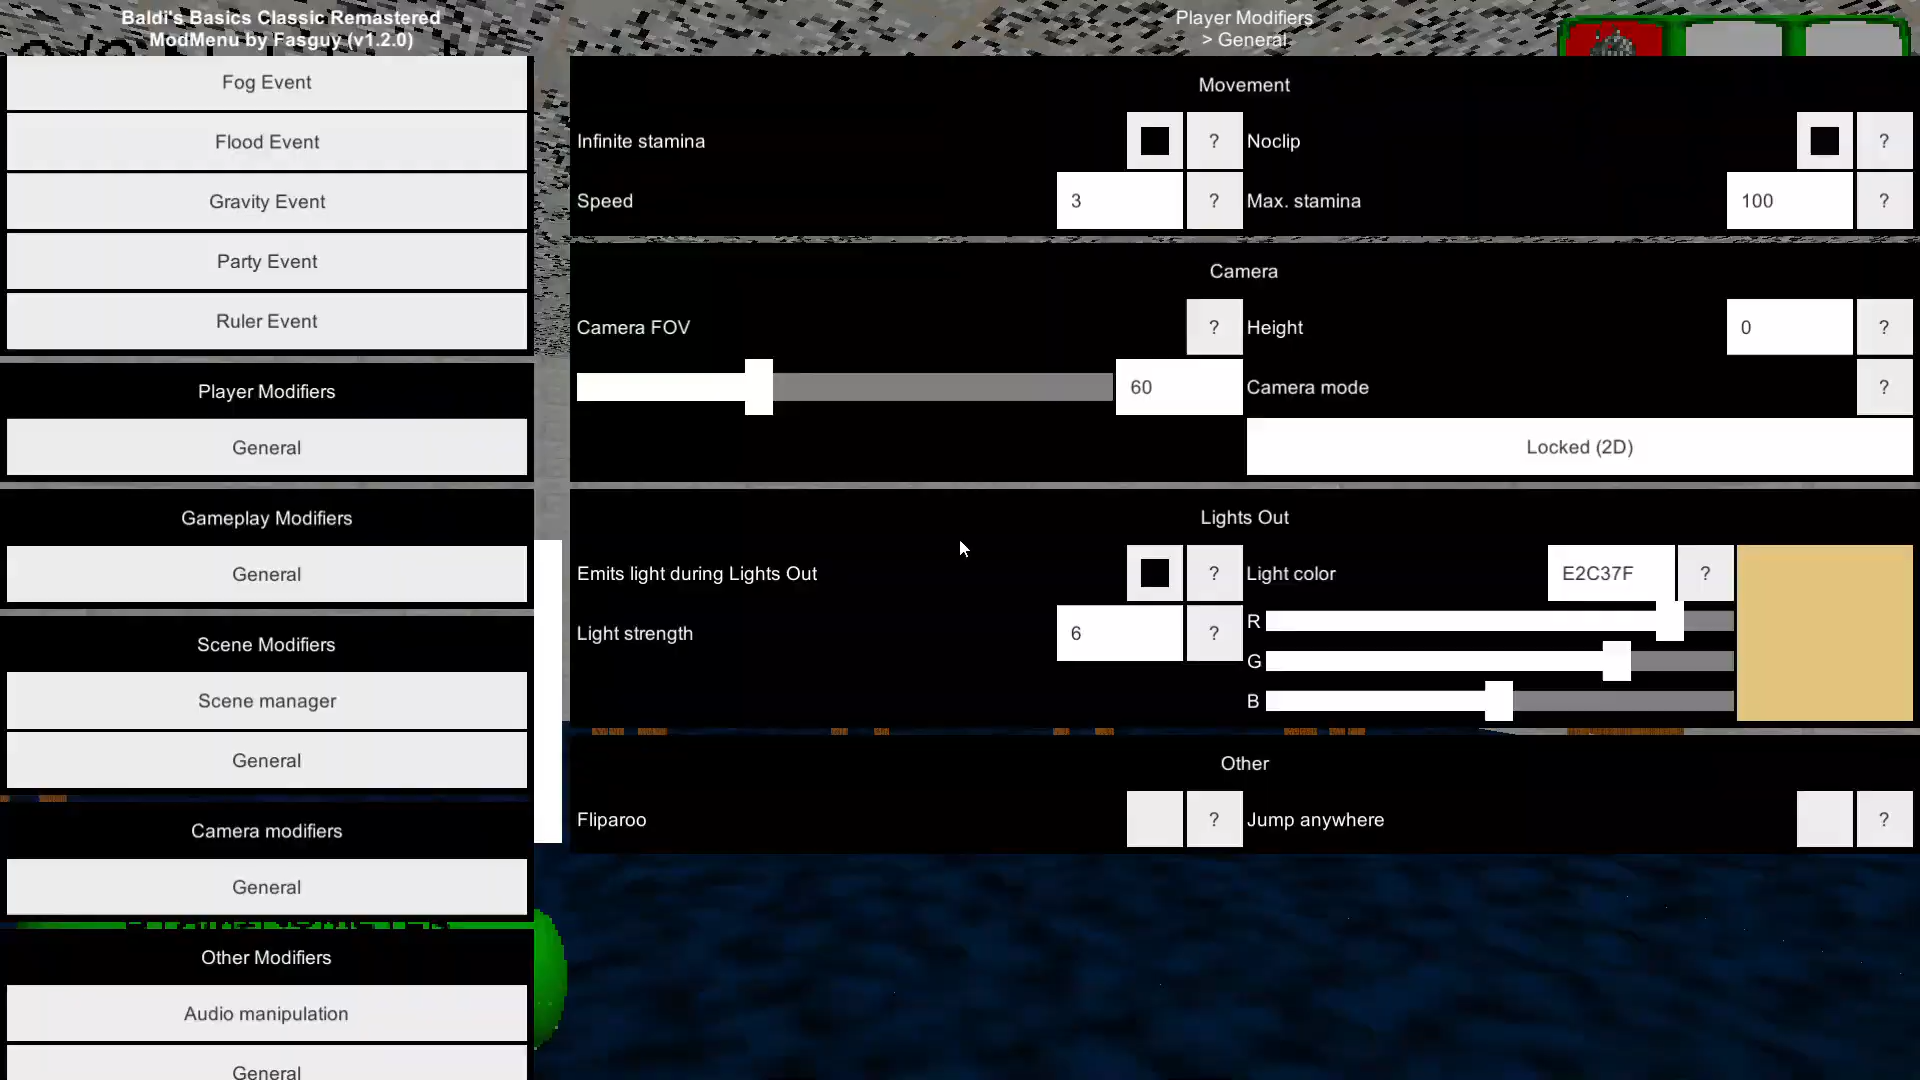 Baldi's Basics Classic Remastered
ModMenu by Fasguy (v1.2.0)
Fog Event
Flood Event
Gravity Event
Party Event
Ruler Event
Player Modifiers
General
Gameplay Modifiers
General
Scene Modifiers
Scene manager
General
Camera modifiers
General
Other Modifiers
Audio manipulation
General
Player Modifiers
> General
Movement
Infinite stamina ? Noclip ?
Speed 3 ? Max. stamina 100 ?
Camera
Camera FOV ? Height 0 ?
60 Camera mode ?
Locked (2D)
Lights Out
Emits light during Lights Out ? Light color E2C37F ?
R
Light strength 6 ?
G
B
Other
Fliparoo ? Jump anywhere ?